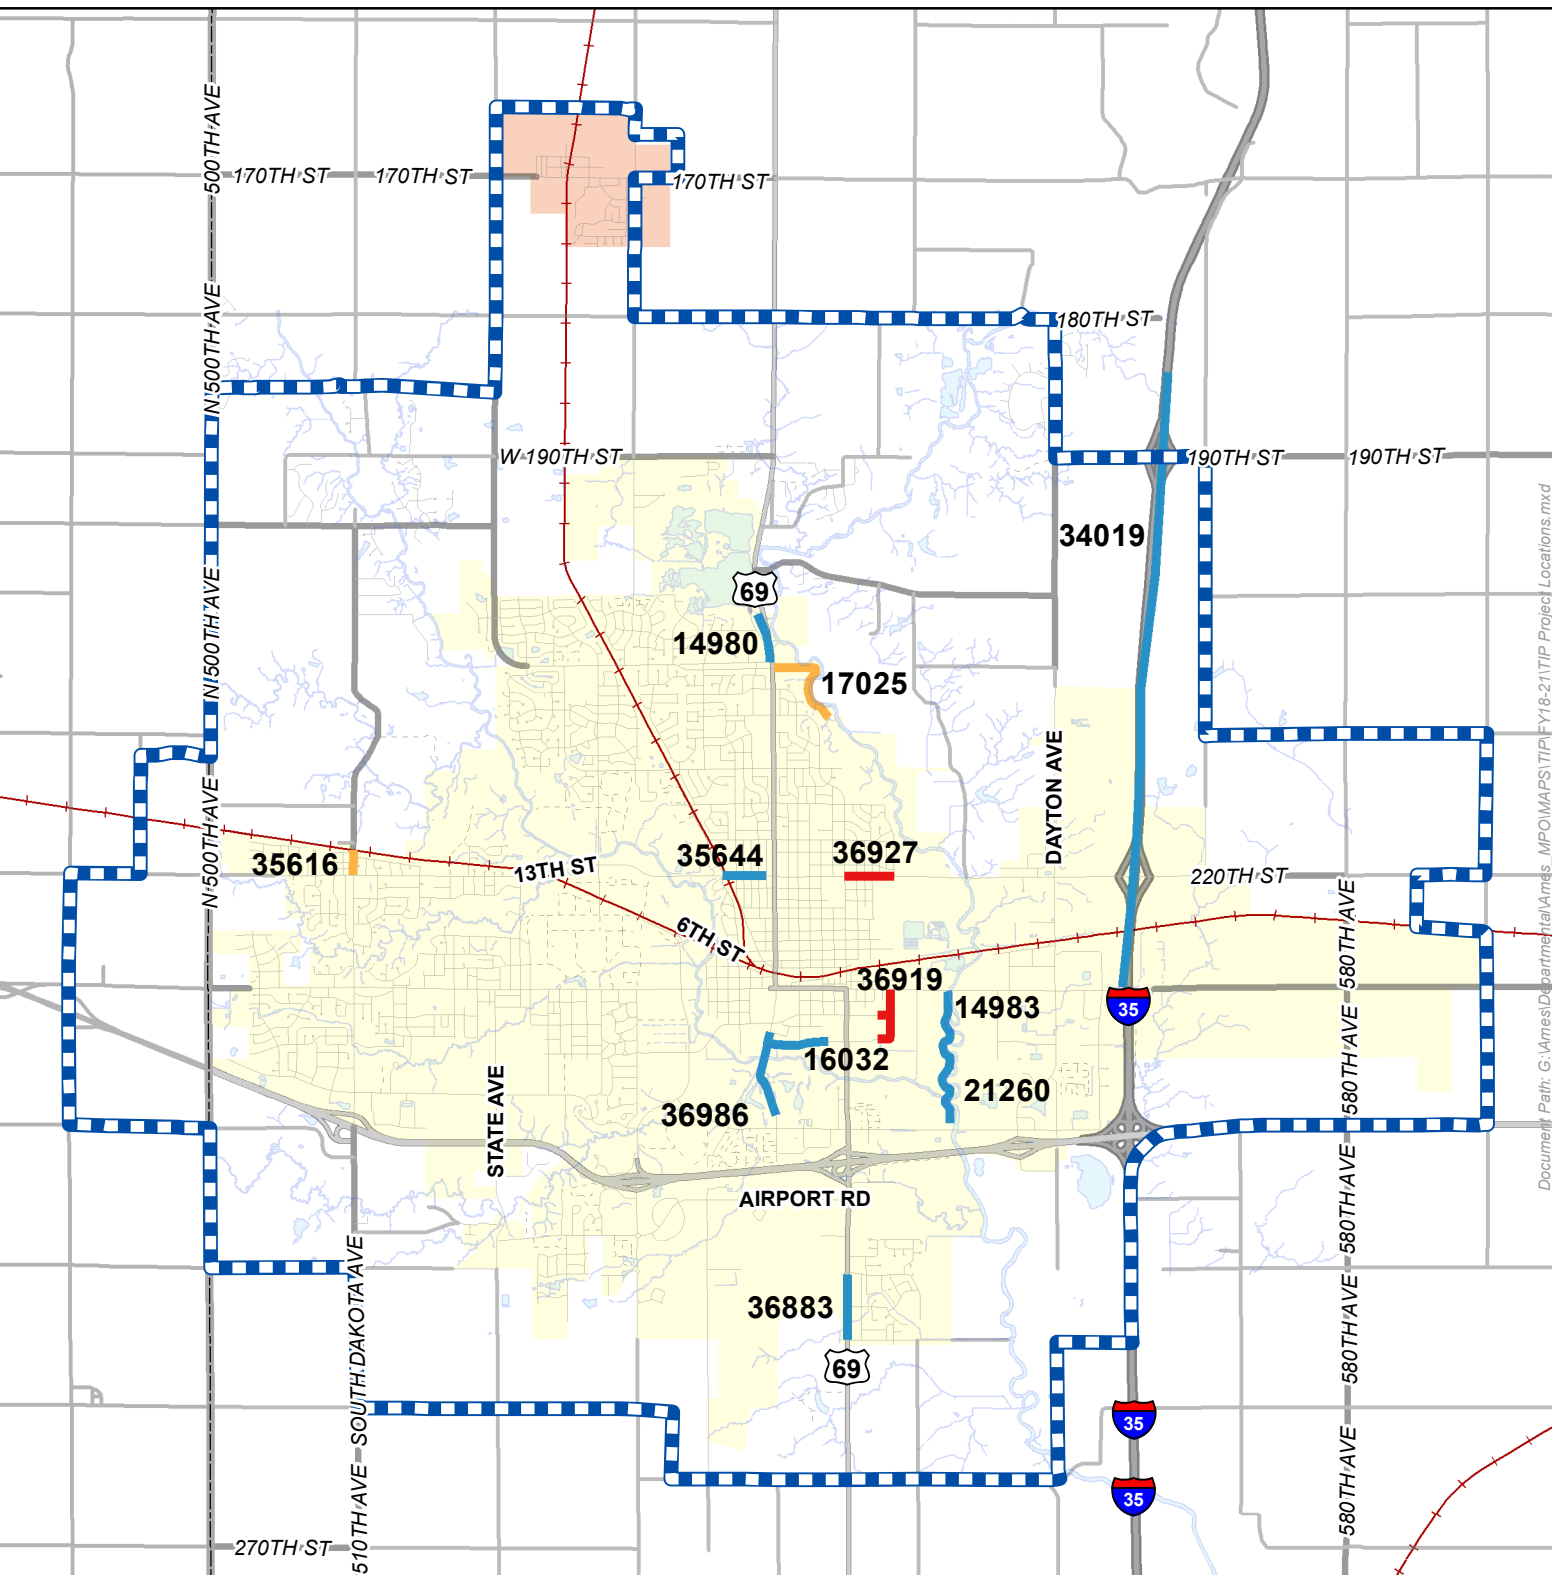 N 500TH AVE
500TH AVE
170TH ST
170TH ST
170TH ST
N 500TH AVE
180TH ST
W 190TH ST
190TH ST
190TH ST
34019
69
14980
17025
N 500TH AVE
DAYTON AVE
N 500TH AVE
35616
13TH ST
35644
36927
220TH ST
6TH ST
580TH AVE
36919
14983
35
16032
21260
36986
580TH AVE
STATE AVE
AIRPORT RD
580TH AVE
SOUTH DAKOTA AVE
36883
69
580TH AVE
35
35
510TH AVE
580TH AVE
270TH ST
Document Path: G:\Ames\Departmental\Ames_MPO\MAPS\TIP\FY18-21\TIP Project Locations.mxd